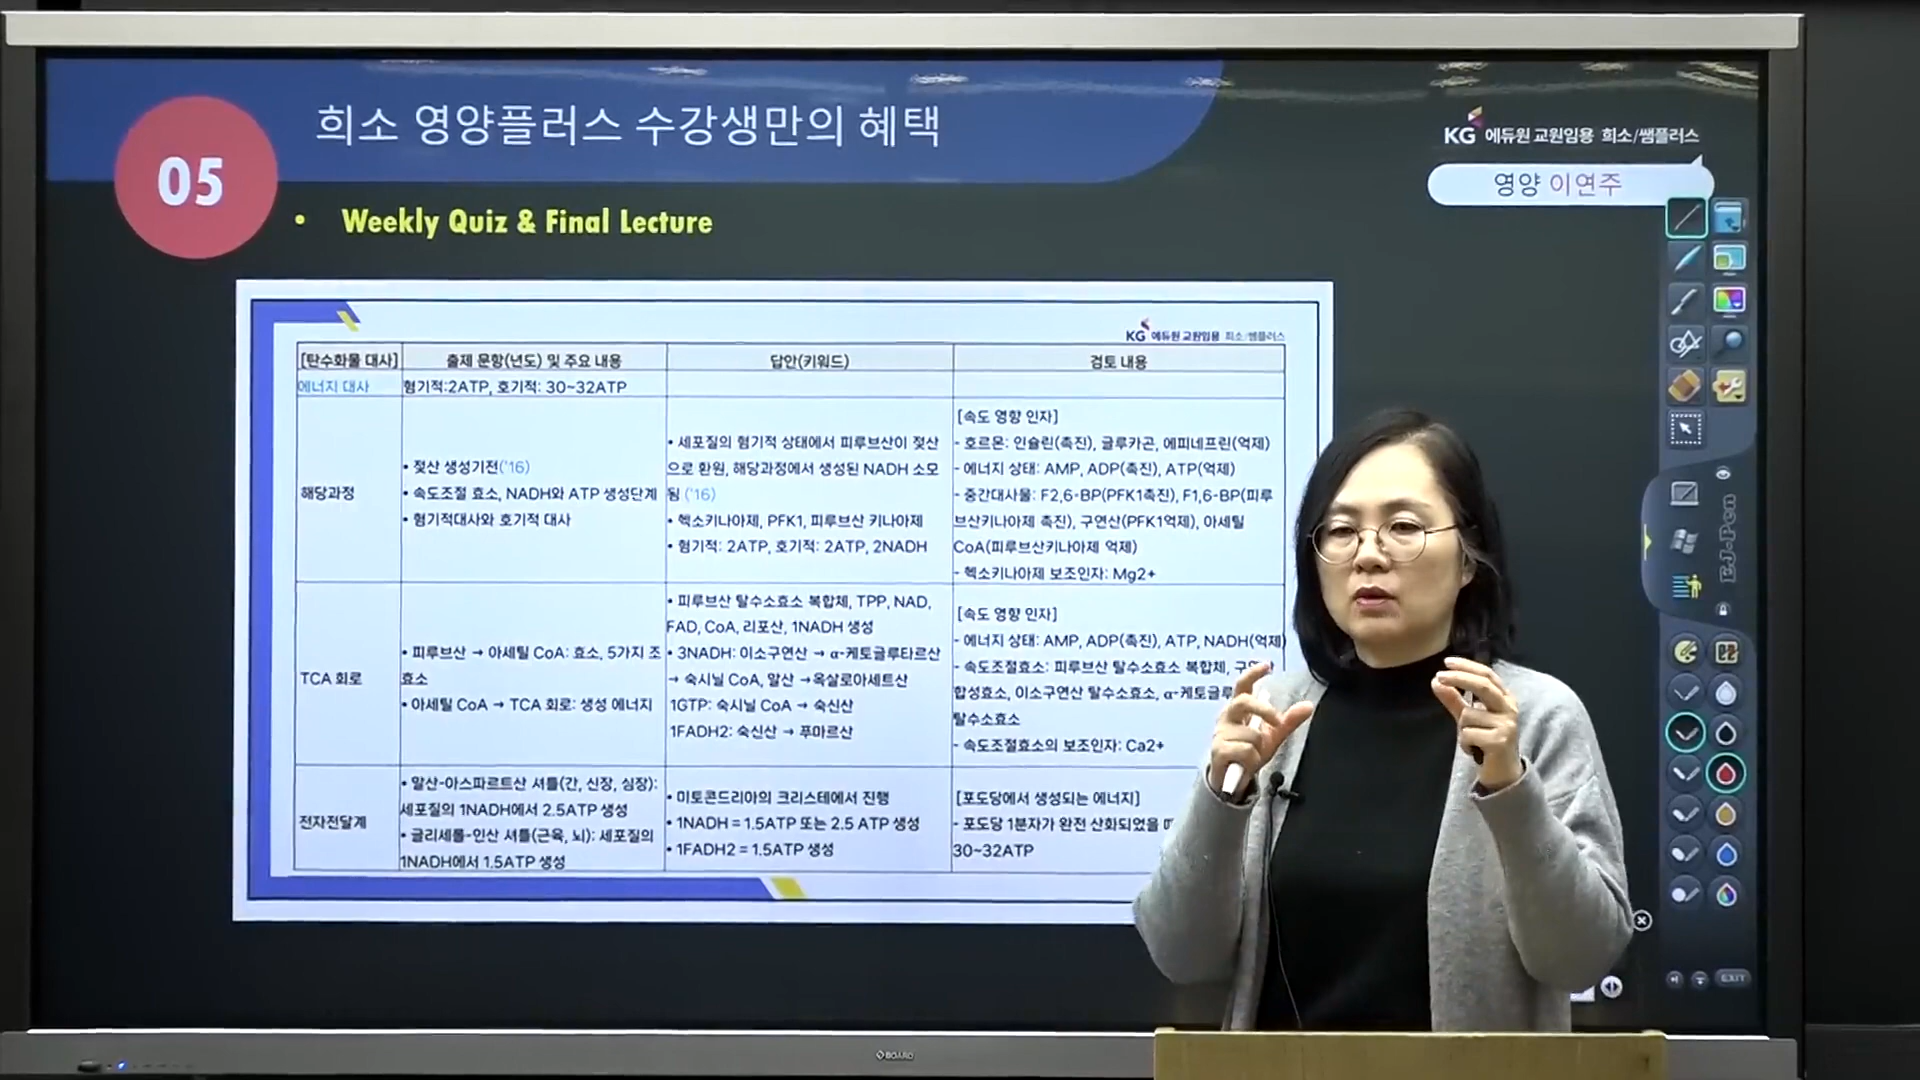 희소 영양플러스 수강생만의 혜택
05
KG 에듀원 교원임용 희소/쌤플러스
영양 이연주
• Weekly Quiz & Final Lecture
KG 에듀원 교원임용 희소/쌤플러스
[탄수화물 대사]
출제 문항(년도) 및 주요 내용
답안(키워드)
검토 내용
에너지 대사
혐기적:2ATP, 호기적: 30~32ATP
해당과정
• 젖산 생성기전('16)
• 속도조절 효소, NADH와 ATP 생성단계
• 혐기적대사와 호기적 대사
• 세포질의 혐기적 상태에서 피루브산이 젖산
으로 환원, 해당과정에서 생성된 NADH 소모
됨 ('16)
• 헥소키나아제, PFK1, 피루브산 키나아제
• 혐기적: 2ATP, 호기적: 2ATP, 2NADH
[속도 영향 인자]
- 호르몬: 인슐린(촉진), 글루카곤, 에피네프린(억제)
- 에너지 상태: AMP, ADP(촉진), ATP(억제)
- 중간대사물: F2,6-BP(PFK1촉진), F1,6-BP(피루
브산키나아제 촉진), 구연산(PFK1억제), 아세틸
CoA(피루브산키나아제 억제)
- 헥소키나아제 보조인자: Mg2+
TCA 회로
• 피루브산 → 아세틸 CoA: 효소, 5가지 조
효소
• 아세틸 CoA → TCA 회로: 생성 에너지
• 피루브산 탈수소효소 복합체, TPP, NAD,
FAD, CoA, 리포산, 1NADH 생성
• 3NADH: 이소구연산 → α-케토글루타르산
→ 숙시닐 CoA, 말산 →옥살로아세트산
1GTP: 숙시닐 CoA → 숙신산
1FADH2: 숙신산 → 푸마르산
[속도 영향 인자]
- 에너지 상태: AMP, ADP(촉진), ATP, NADH(억제)
- 속도조절효소: 피루브산 탈수소효소 복합체, 구연산
합성효소, 이소구연산 탈수소효소, α-케토글루
탈수소효소
- 속도조절효소의 보조인자: Ca2+
전자전달계
• 말산-아스파르트산 셔틀(간, 신장, 심장):
세포질의 1NADH에서 2.5ATP 생성
• 글리세롤-인산 셔틀(근육, 뇌): 세포질의
1NADH에서 1.5ATP 생성
• 미토콘드리아의 크리스테에서 진행
• 1NADH = 1.5ATP 또는 2.5 ATP 생성
• 1FADH2 = 1.5ATP 생성
[포도당에서 생성되는 에너지]
- 포도당 1분자가 완전 산화되었을
30~32ATP
E.J-Pen
EXIT
BOARD